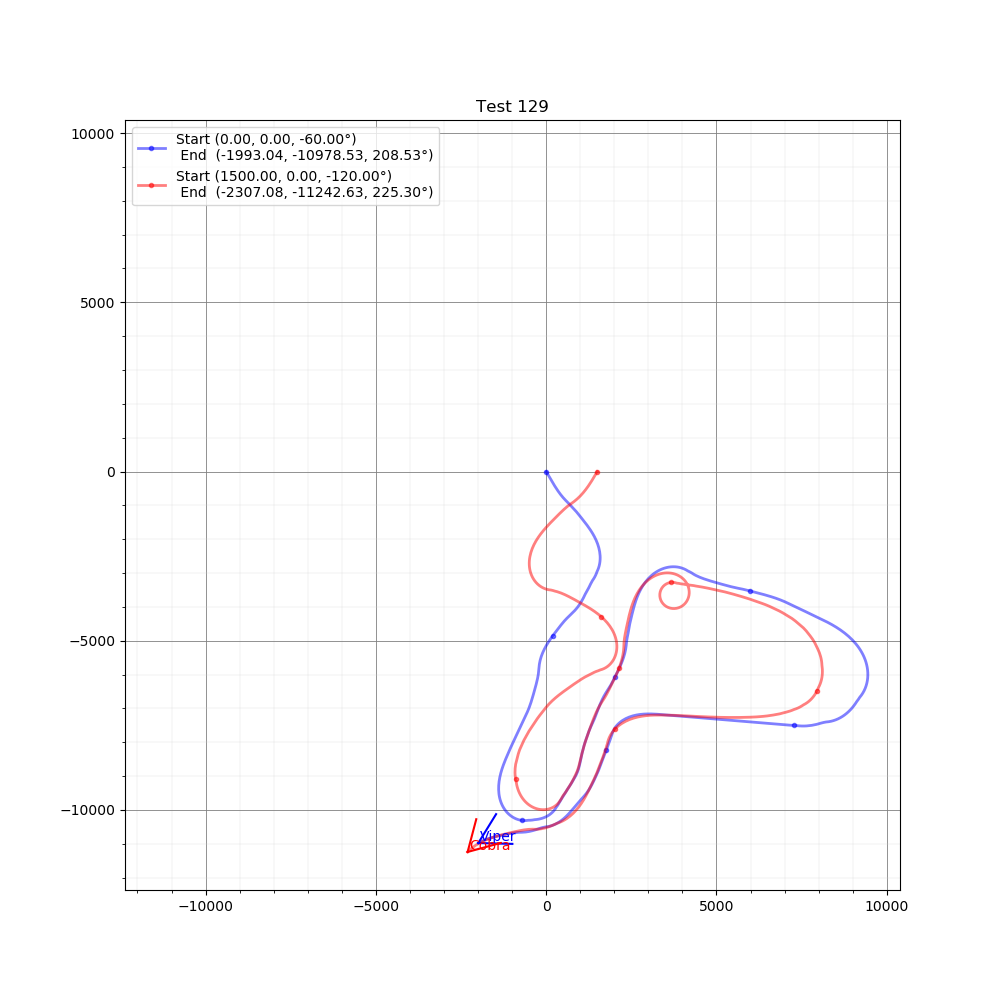 Test 129
Start (0.00, 0.00, -60.00°)
End (-1993.04, -10978.53, 208.53°)
Start (1500.00, 0.00, -120.00°)
End (-2307.08, -11242.63, 225.30°)
10000
5000
0
−5000
−10000
Viper
Cobra
−10000 −5000 0 5000 10000